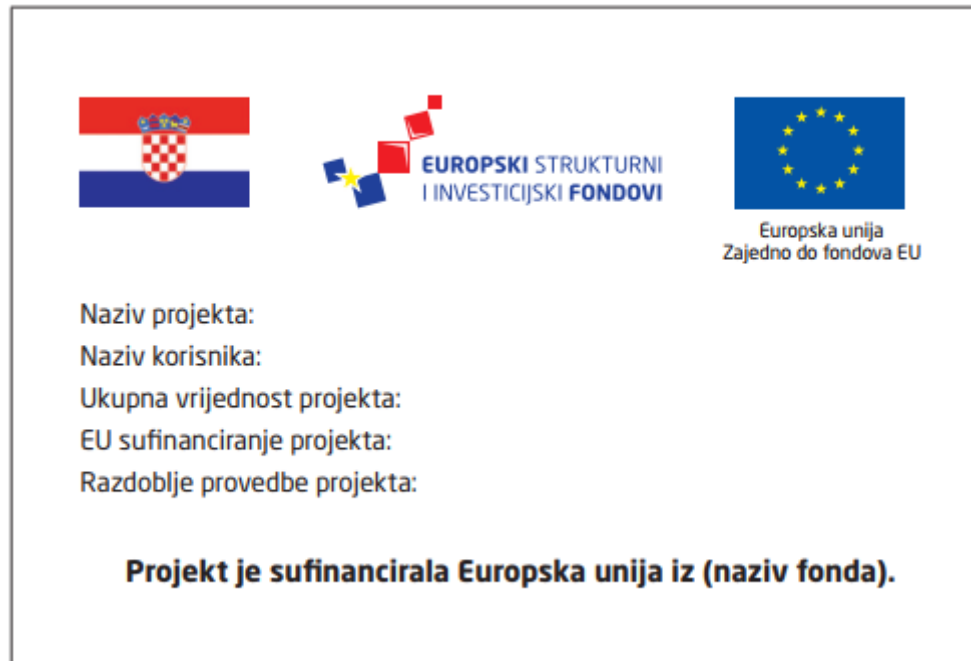 EUROPSKI STRUKTURNI
I INVESTICIJSKI FONDOVI
Europska unija
Zajedno do fondova EU
Naziv projekta:
Naziv korisnika:
Ukupna vrijednost projekta:
EU sufinanciranje projekta:
Razdoblje provedbe projekta:
Projekt je sufinancirala Europska unija iz (naziv fonda).